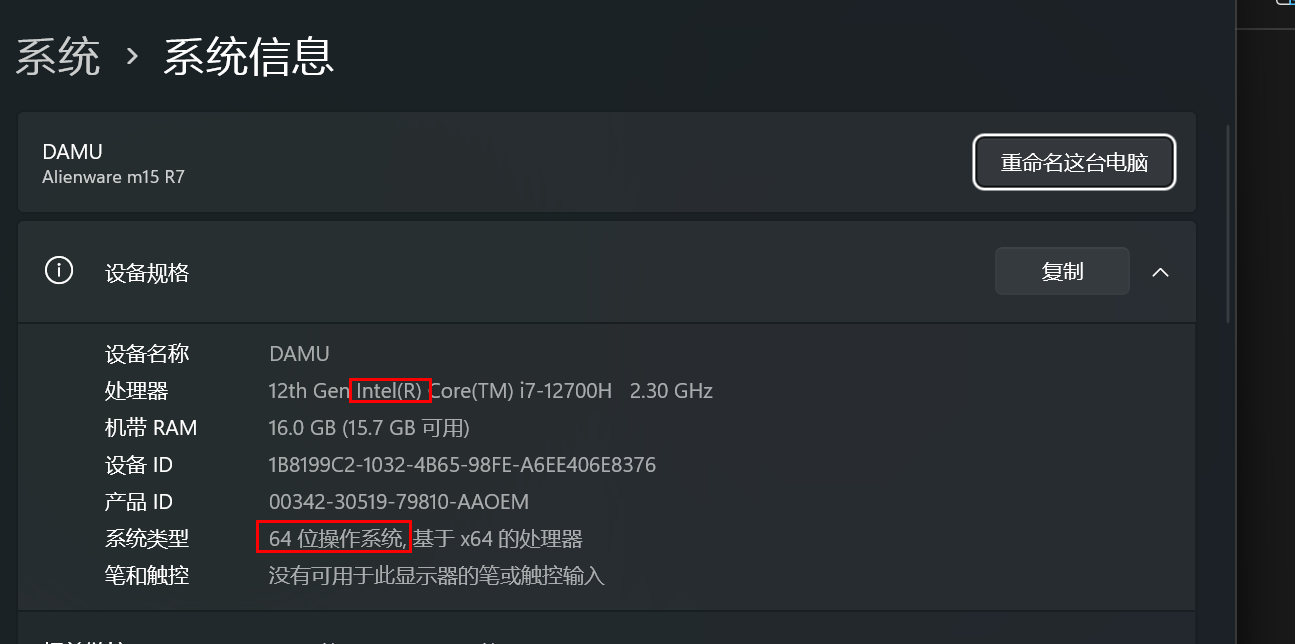 系统 › 系统信息
DAMU
Alienware m15 R7
重命名这台电脑
设备规格
复制
设备名称 DAMU
处理器 12th Gen Intel(R) Core(TM) i7-12700H 2.30 GHz
机带 RAM 16.0 GB (15.7 GB 可用)
设备 ID 1B8199C2-1032-4B65-98FE-A6EE406E8376
产品 ID 00342-30519-79810-AAOEM
系统类型 64 位操作系统, 基于 x64 的处理器
笔和触控 没有可用于此显示器的笔或触控输入